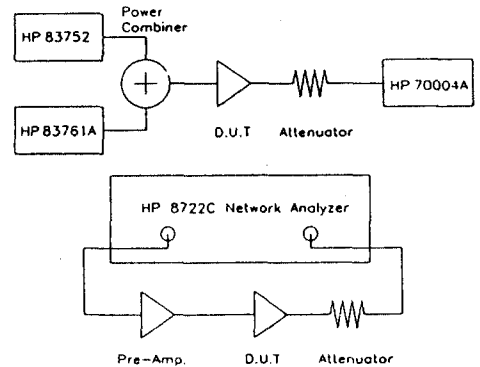 Power
Combiner
HP 83752
+
HP 70004A
HP 83761A
D.U.T Attenuator
HP 8722C Network Analyzer
Pre-Amp. D.U.T Attenuator